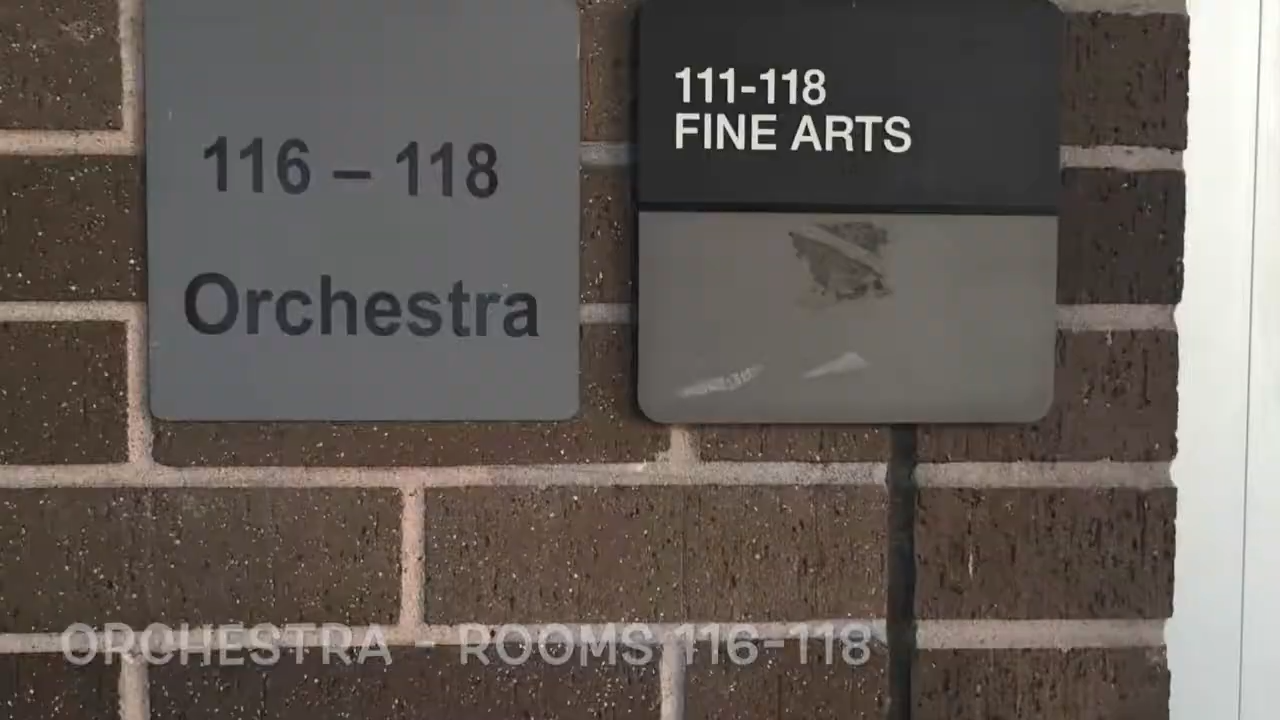 116 – 118
Orchestra
111-118
FINE ARTS
ORCHESTRA - ROOMS 116-118